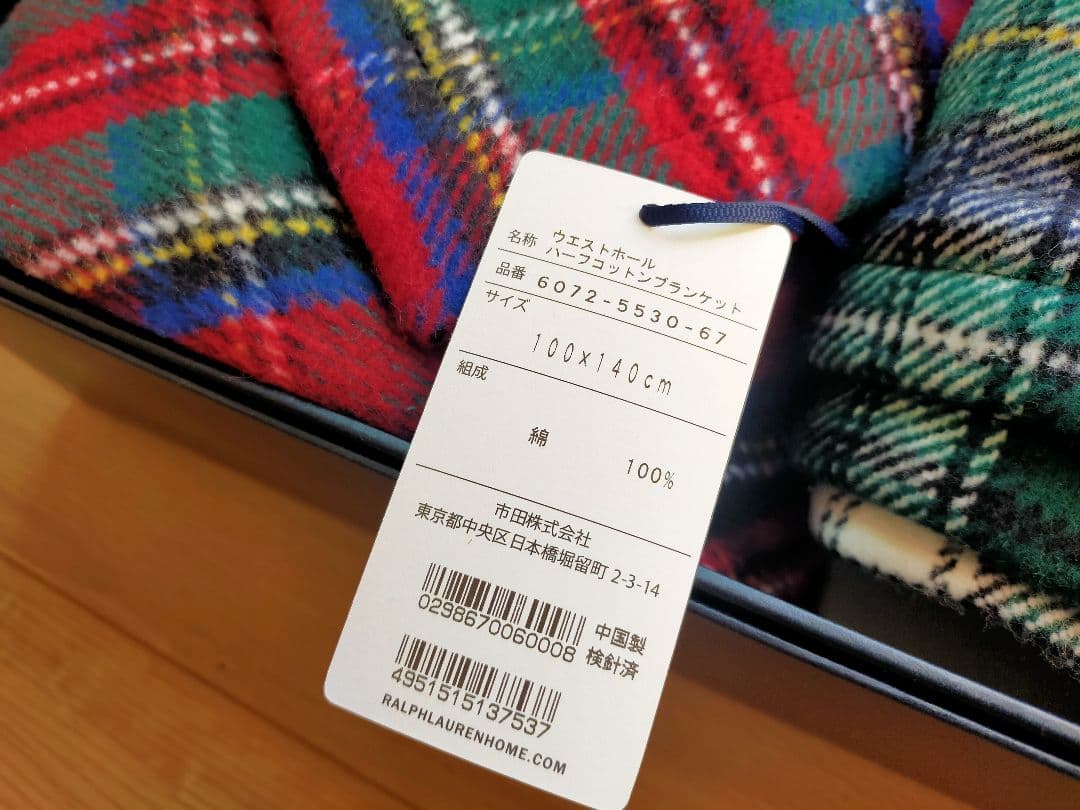 名称 ウエストホール
ハーフコットンブランケット
品番 6072-5530-67
サイズ
100x140cm
組成
綿 100%
市田株式会社
東京都中央区日本橋堀留町 2-3-14
0298670060008 中国製
検針済
4951515137537
RALPHLAURENHOME.COM